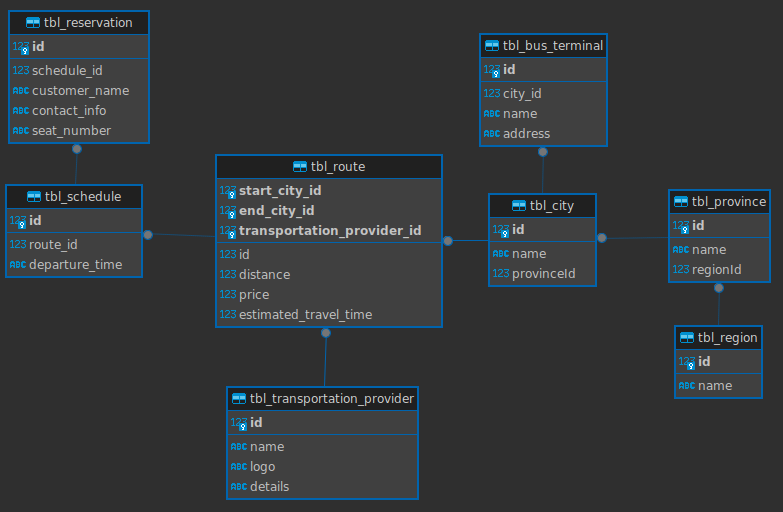 tbl_reservation
123 id
123 schedule_id
ABC customer_name
ABC contact_info
ABC seat_number
tbl_schedule
123 id
123 route_id
ABC departure_time
tbl_route
123 start_city_id
123 end_city_id
123 transportation_provider_id
123 id
123 distance
123 price
123 estimated_travel_time
tbl_transportation_provider
123 id
ABC name
ABC logo
ABC details
tbl_bus_terminal
123 id
123 city_id
ABC name
ABC address
tbl_city
123 id
ABC name
123 provinceId
tbl_province
123 id
ABC name
123 regionId
tbl_region
123 id
ABC name